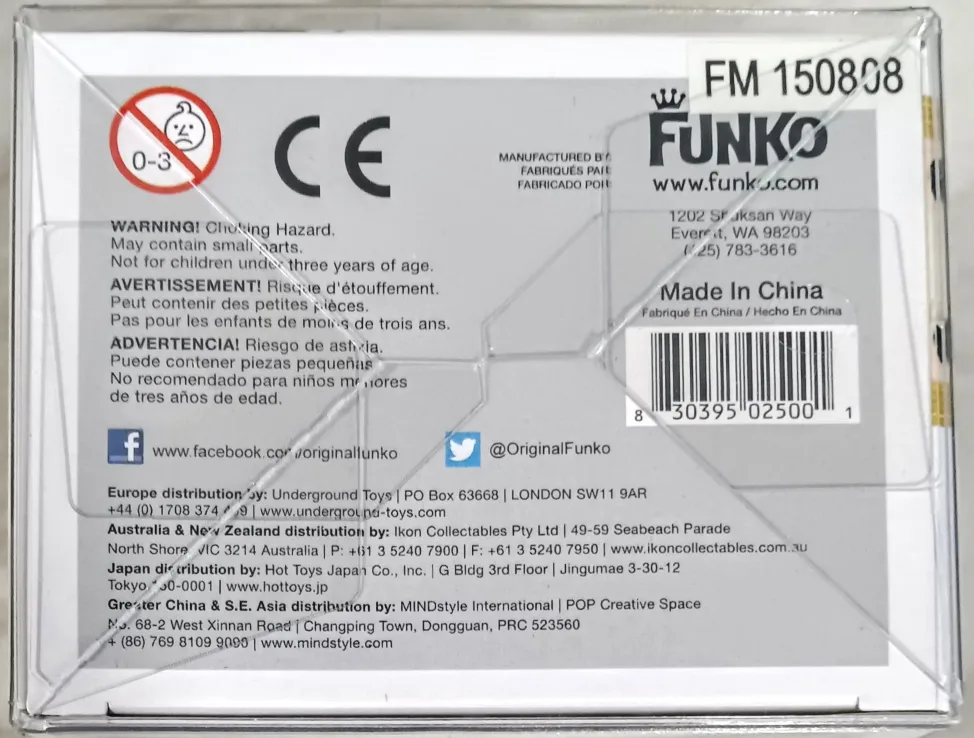 FM 150808
0-3
CE
MANUFACTURED BY
FABRIQUÉS PAR
FABRICADO POR
FUNKO
www.funko.com
1202 Shuksan Way
Everett, WA 98203
(425) 783-3616
Made In China
Fabriqué En China / Hecho En China
8 30395 02500 1
WARNING! Choking Hazard.
May contain small parts.
Not for children under three years of age.
AVERTISSEMENT! Risque d'étouffement.
Peut contenir des petites pièces.
Pas pour les enfants de moins de trois ans.
ADVERTENCIA! Riesgo de asfixia.
Puede contener piezas pequeñas
No recomendado para niños menores
de tres años de edad.
www.facebook.com/originalfunko
@OriginalFunko
Europe distribution by: Underground Toys | PO Box 63668 | LONDON SW11 9AR
+44 (0) 1708 374 | www.underground-toys.com
Australia & New Zealand distribution by: Ikon Collectables Pty Ltd | 49-59 Seabeach Parade
North Shore VIC 3214 Australia | P: +61 3 5240 7900 | F: +61 3 5240 7950 | www.ikoncollectables.com.au
Japan distribution by: Hot Toys Japan Co., Inc. | G Bldg 3rd Floor | Jingumae 3-30-12
Tokyo 150-0001 | www.hottoys.jp
Greater China & S.E. Asia distribution by: MINDstyle International | POP Creative Space
No. 68-2 West Xinnan Road | Changping Town, Dongguan, PRC 523560
+ (86) 769 8109 9090 | www.mindstyle.com